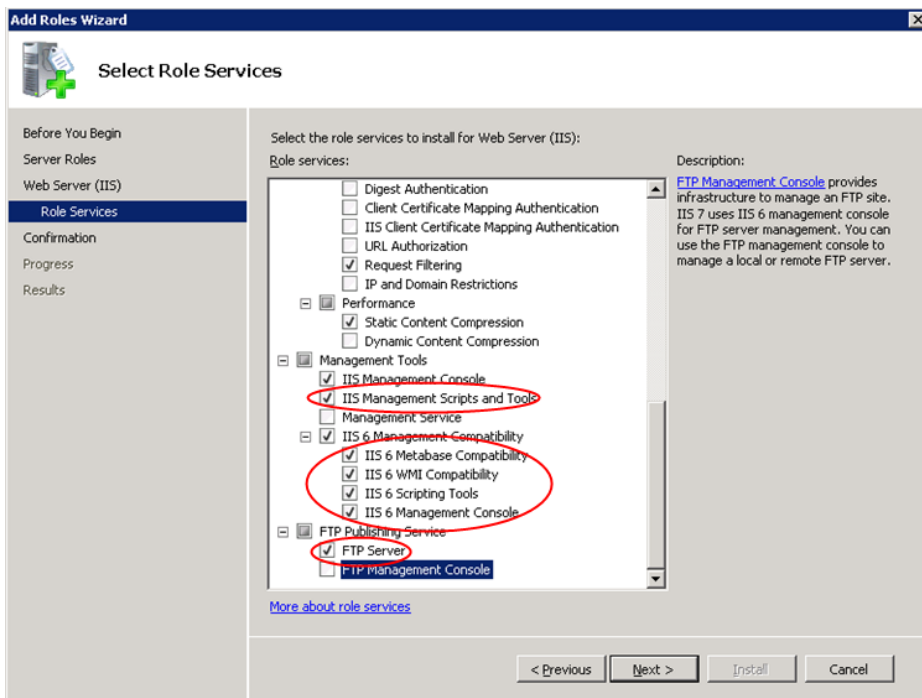 Add Roles Wizard
Select Role Services
Before You Begin
Server Roles
Web Server (IIS)
Role Services
Confirmation
Progress
Results
Select the role services to install for Web Server (IIS):
Role services:
Digest Authentication
Client Certificate Mapping Authentication
IIS Client Certificate Mapping Authentication
URL Authorization
Request Filtering
IP and Domain Restrictions
Performance
Static Content Compression
Dynamic Content Compression
Management Tools
IIS Management Console
IIS Management Scripts and Tools
Management Service
IIS 6 Management Compatibility
IIS 6 Metabase Compatibility
IIS 6 WMI Compatibility
IIS 6 Scripting Tools
IIS 6 Management Console
FTP Publishing Service
FTP Server
FTP Management Console
More about role services
Description:
FTP Management Console provides
infrastructure to manage an FTP site.
IIS 7 uses IIS 6 management console
for FTP server management. You can
use the FTP management console to
manage a local or remote FTP server.
< Previous
Next >
Install
Cancel